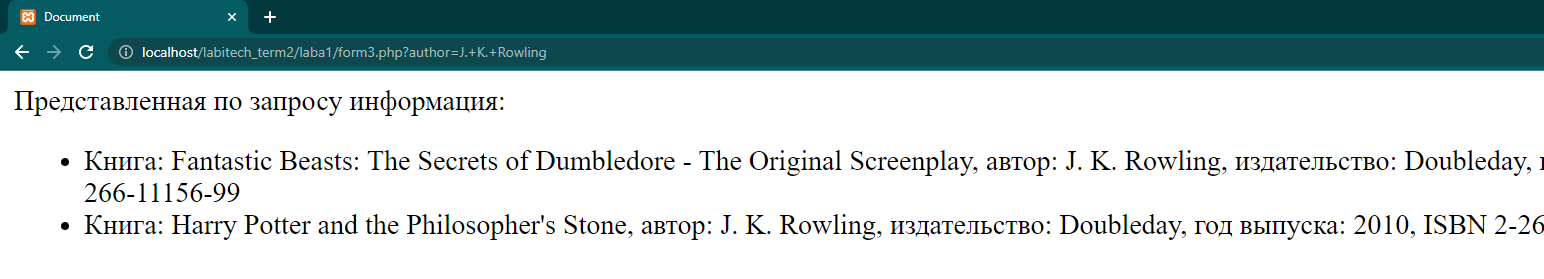 Document
localhost/labitech_term2/laba1/form3.php?author=J.+K.+Rowling
Представленная по запросу информация:
Книга: Fantastic Beasts: The Secrets of Dumbledore - The Original Screenplay, автор: J. K. Rowling, издательство: Doubleday,
266-11156-99
Книга: Harry Potter and the Philosopher's Stone, автор: J. K. Rowling, издательство: Doubleday, год выпуска: 2010, ISBN 2-26